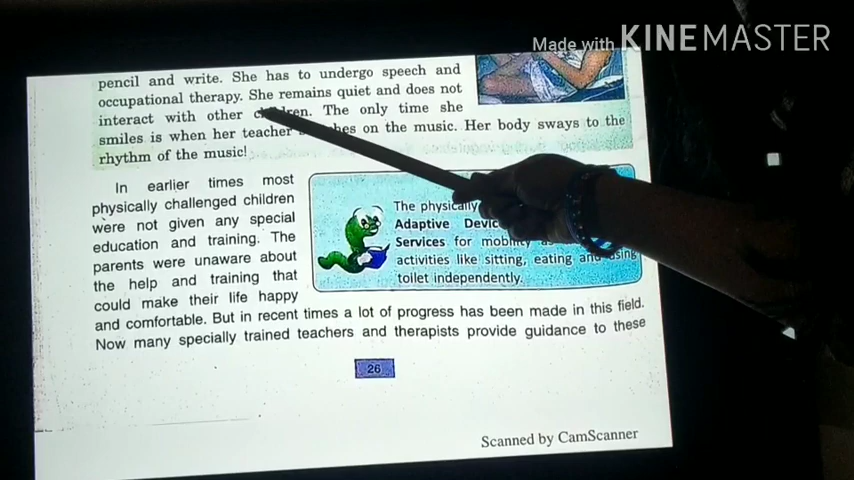 Made with KINEMASTER
pencil and write. She has to undergo speech and
occupational therapy. She remains quiet and does not
interact with other children. The only time she
smiles is when her teacher on the music. Her body sways to the
rhythm of the music!
In earlier times most
physically challenged children
were not given any special
education and training. The
parents were unaware about
the help and training that
could make their life happy
and comfortable. But in recent times a lot of progress has been made in this field.
Now many specially trained teachers and therapists provide guidance to these
The physically
Adaptive
Services for mobility
activities like sitting, eating and using
toilet independently.
26
Scanned by CamScanner